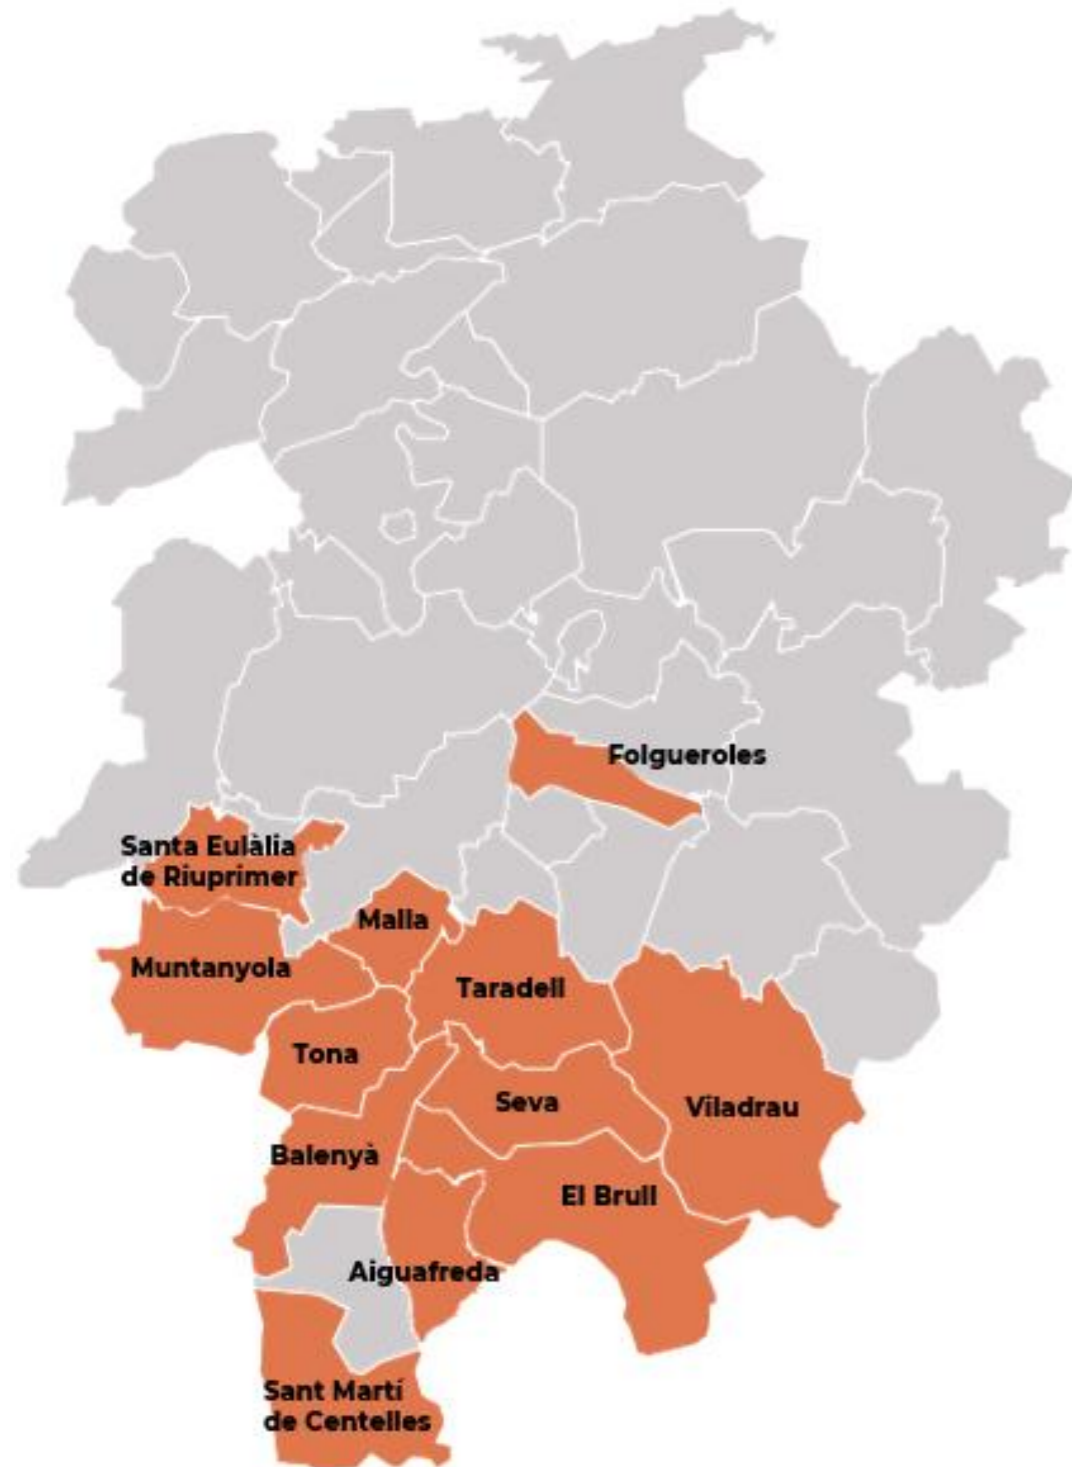 Folgueroles
Santa Eulàlia
de Riuprimer
Malla
Muntanyola
Taradell
Tona
Seva
Viladrau
Balenyà
El Brull
Aiguafreda
Sant Martí
de Centelles